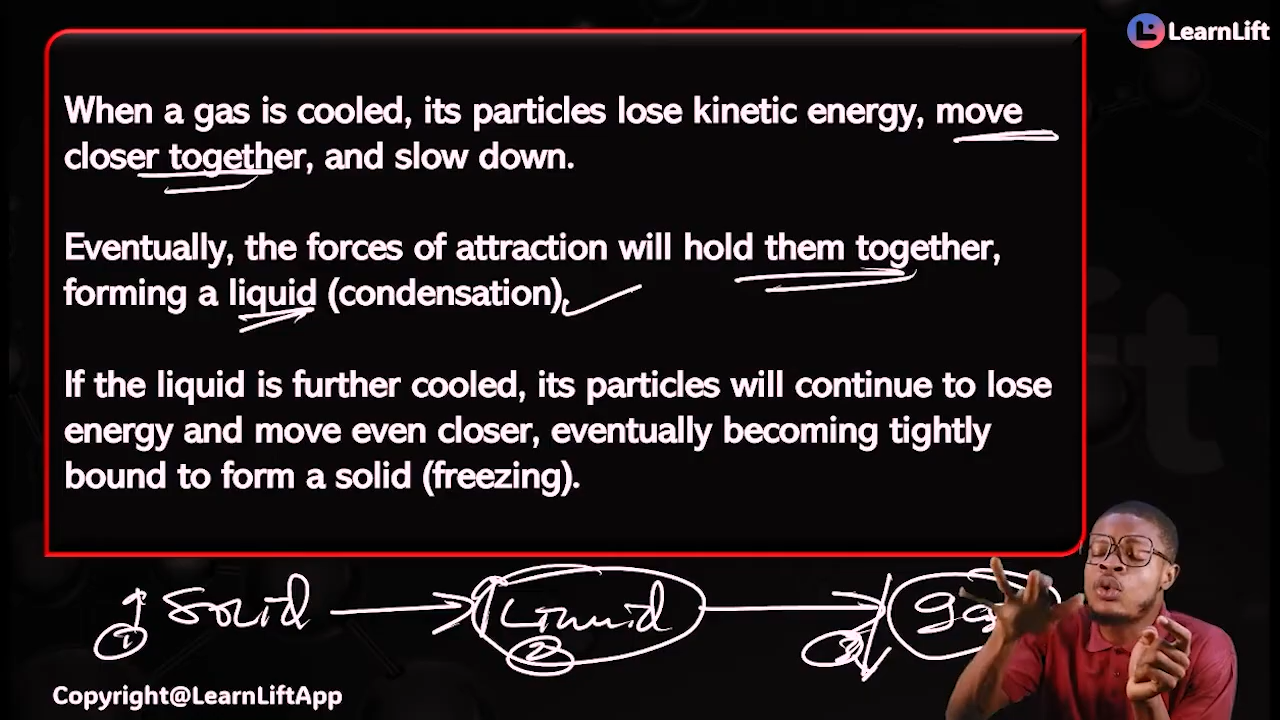 LearnLift
When a gas is cooled, its particles lose kinetic energy, move
closer together, and slow down.
Eventually, the forces of attraction will hold them together,
forming a liquid (condensation).
If the liquid is further cooled, its particles will continue to lose
energy and move even closer, eventually becoming tightly
bound to form a solid (freezing).
Solid Liquid
1 2 3
Copyright@LearnLiftApp